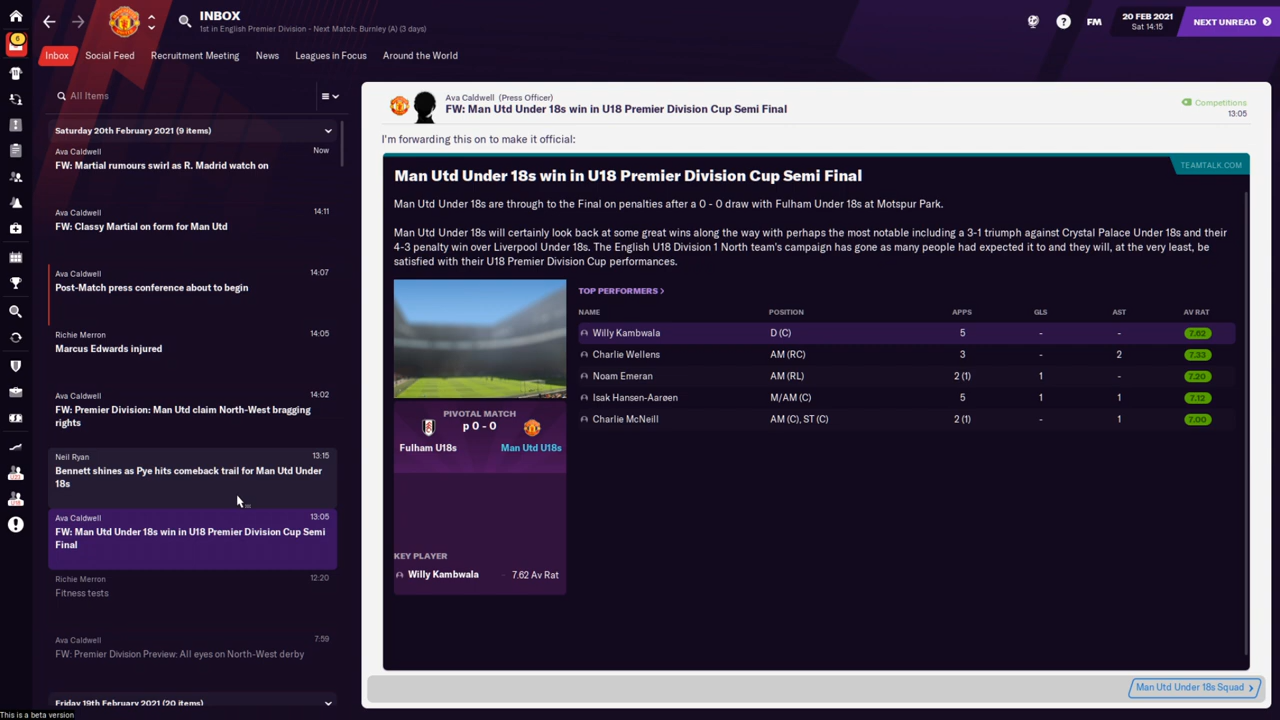 INBOX
1st in English Premier Division - Next Match: Burnley (A) (3 days)
FM
20 FEB 2021
Sat 14:15
NEXT UNREAD
6
Inbox
Social Feed
Recruitment Meeting
News
Leagues in Focus
Around the World
All Items
Saturday 20th February 2021 (9 items)
Ava Caldwell
Now
FW: Martial rumours swirl as R. Madrid watch on
Ava Caldwell
14:11
FW: Classy Martial on form for Man Utd
Ava Caldwell
14:07
Post-Match press conference about to begin
Richie Merron
14:05
Marcus Edwards injured
Ava Caldwell
14:02
FW: Premier Division: Man Utd claim North-West bragging
rights
Neil Ryan
13:15
Bennett shines as Pye hits comeback trail for Man Utd Under
18s
Ava Caldwell
13:05
FW: Man Utd Under 18s win in U18 Premier Division Cup Semi
Final
Richie Merron
12:20
Fitness tests
Ava Caldwell
7:59
FW: Premier Division Preview: All eyes on North-West derby
Friday 19th February 2021 (20 items)
This is a beta version
Ava Caldwell (Press Officer)
FW: Man Utd Under 18s win in U18 Premier Division Cup Semi Final
Competitions
13:05
I'm forwarding this on to make it official:
TEAMTALK.COM
Man Utd Under 18s win in U18 Premier Division Cup Semi Final
Man Utd Under 18s are through to the Final on penalties after a 0 - 0 draw with Fulham Under 18s at Motspur Park.
Man Utd Under 18s will certainly look back at some great wins along the way with perhaps the most notable including a 3-1 triumph against Crystal Palace Under 18s and their
4-3 penalty win over Liverpool Under 18s. The English U18 Division 1 North team's campaign has gone as many people had expected it to and they will, at the very least, be
satisfied with their U18 Premier Division Cup performances.
PIVOTAL MATCH
p 0 - 0
Fulham U18s
Man Utd U18s
KEY PLAYER
Willy Kambwala - 7.62 Av Rat
TOP PERFORMERS >
NAME POSITION APPS GLS AST AV RAT
Willy Kambwala D (C) 5 - - 7.62
Charlie Wellens AM (RC) 3 - 2 7.33
Noam Emeran AM (RL) 2 (1) 1 - 7.20
Isak Hansen-Aarøen M/AM (C) 5 1 1 7.12
Charlie McNeill AM (C), ST (C) 2 (1) - 1 7.00
Man Utd Under 18s Squad >